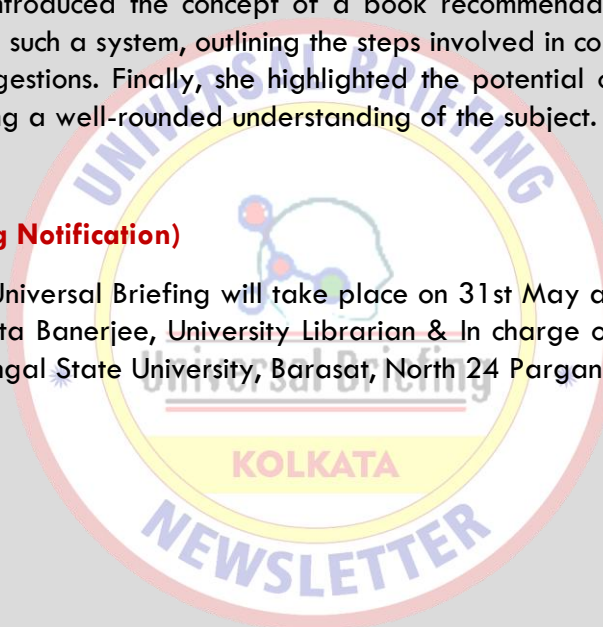 ntroduced the concept of a book recommenda
such a system, outlining the steps involved in co
gestions. Finally, she highlighted the potential
ng a well-rounded understanding of the subject.
UNIVERSAL BRIEFING
g Notification)
Universal Briefing will take place on 31st May a
ta Banerjee, University Librarian & In charge o
ngal State University, Barasat, North 24 Pargan
Universal Briefing
KOLKATA
NEWSLETTER